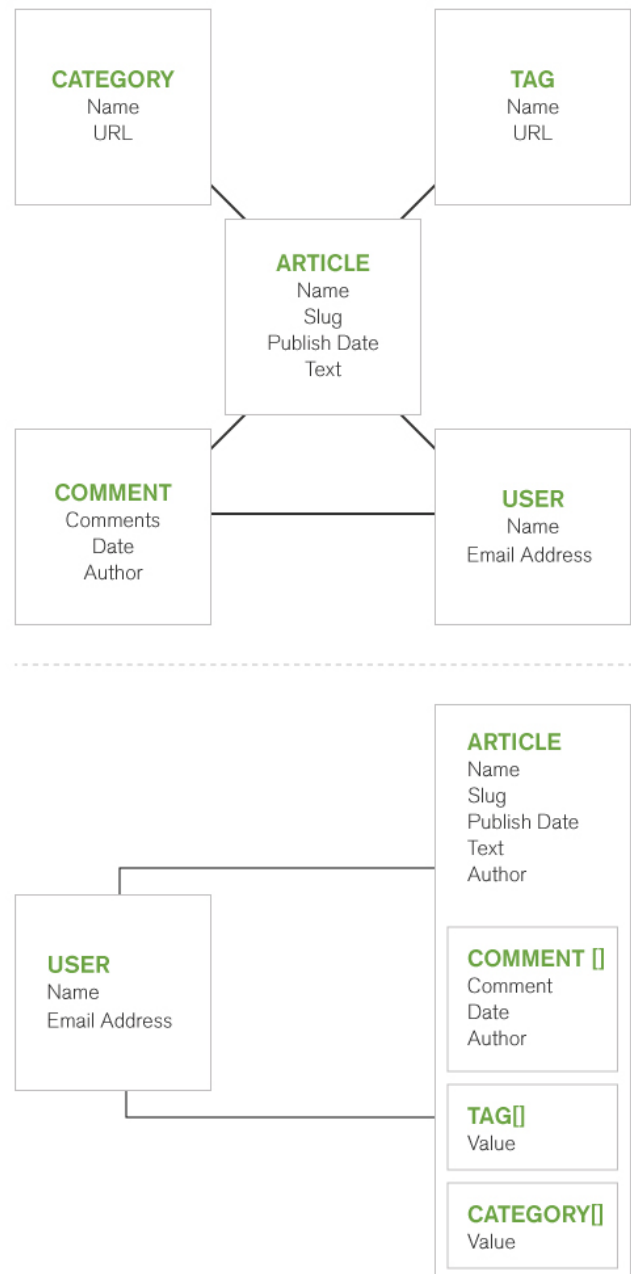 CATEGORY
Name
URL
TAG
Name
URL
ARTICLE
Name
Slug
Publish Date
Text
COMMENT
Comments
Date
Author
USER
Name
Email Address
ARTICLE
Name
Slug
Publish Date
Text
Author
USER
Name
Email Address
COMMENT []
Comment
Date
Author
TAG[]
Value
CATEGORY[]
Value